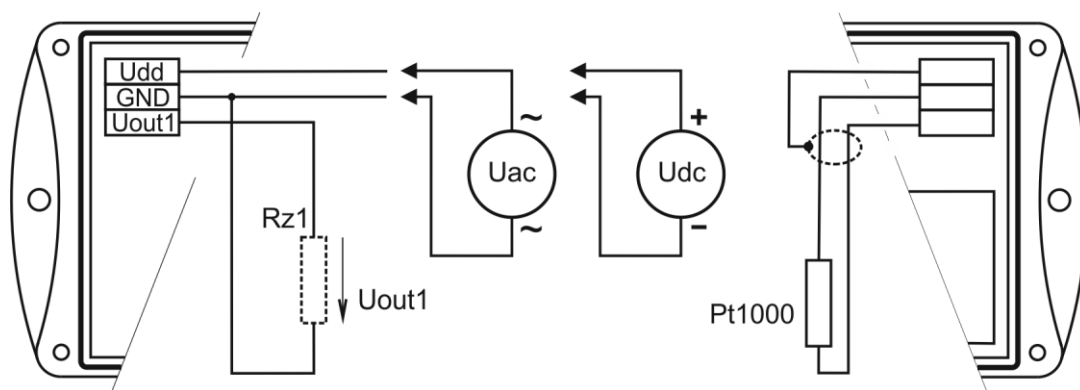 Udd
GND
Uout1
Rz1
Uout1
~
Uac
~
+
Udc
−
Pt1000